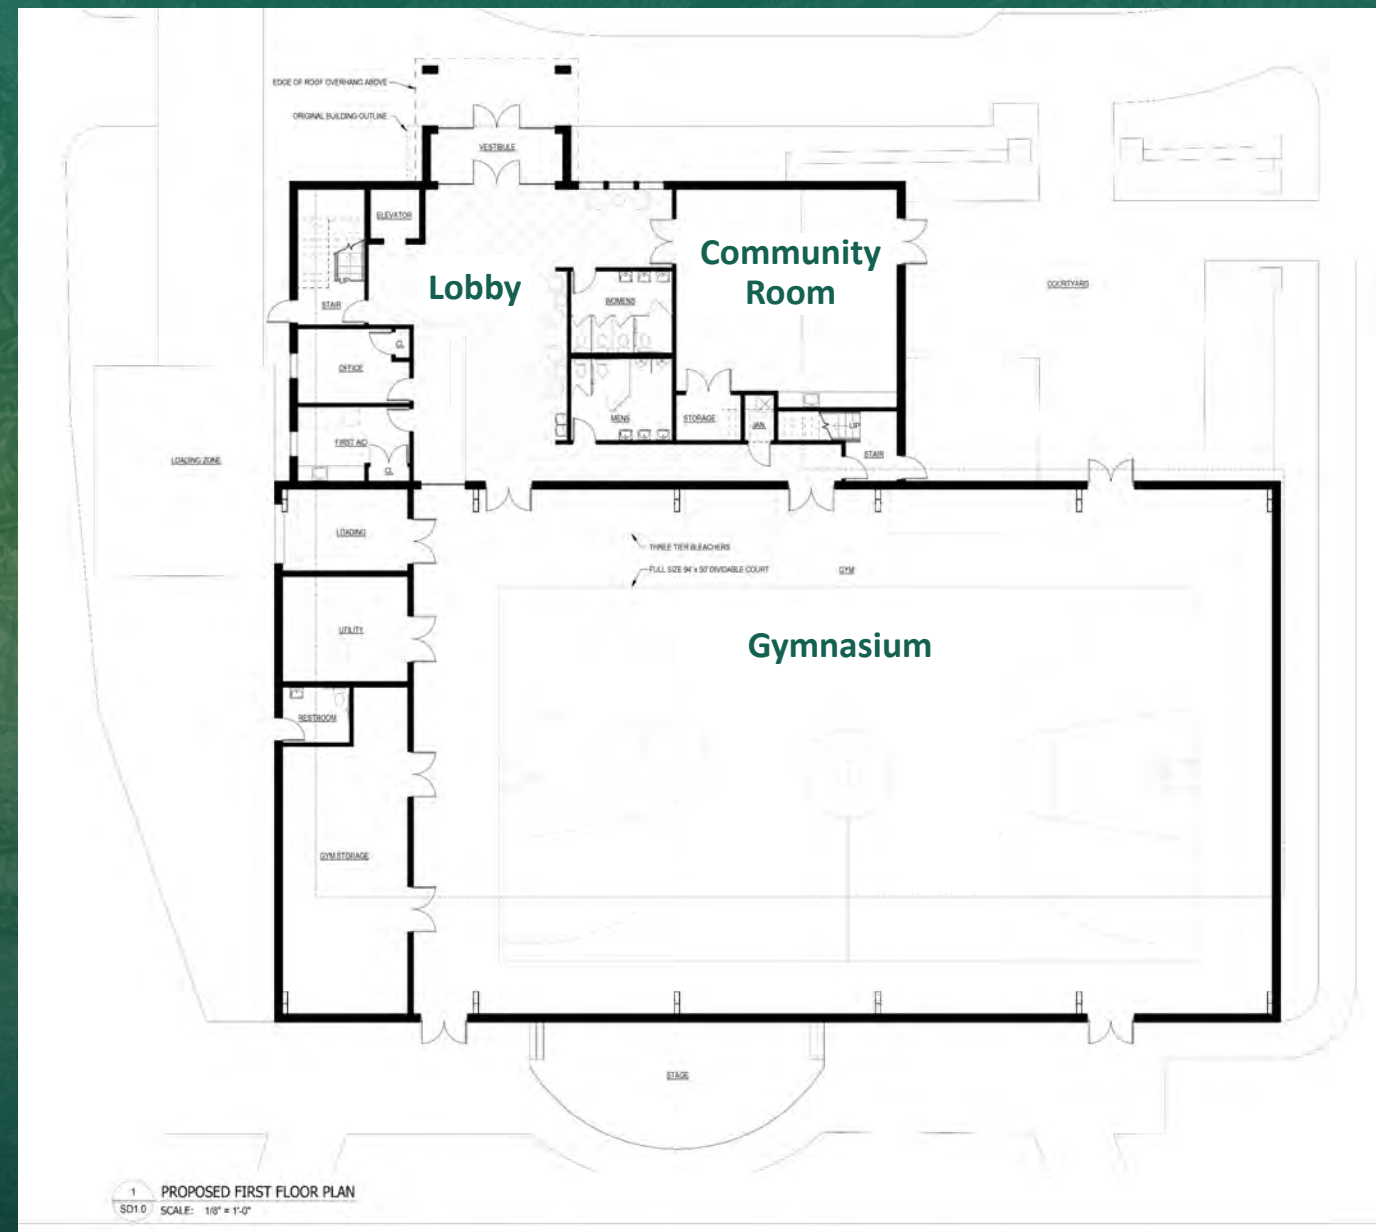 EDGE OF ROOF OVERHANG ABOVE
ORIGINAL BUILDING OUTLINE
VESTIBULE
ELEVATOR
Community
Room
Lobby
UP
STAIR
WOMENS
COURTYARD
CL
OFFICE
MENS
STORAGE
JAN.
UP
STAIR
FIRST AID
CL
LOADING ZONE
LOADING
THREE TIER BLEACHERS
FULL SIZE 94' x 50' DIVIDABLE COURT
GYM
UTILITY
Gymnasium
RESTROOM
GYM STORAGE
STAGE
1
SD1.0
PROPOSED FIRST FLOOR PLAN
SCALE: 1/8" = 1'-0"